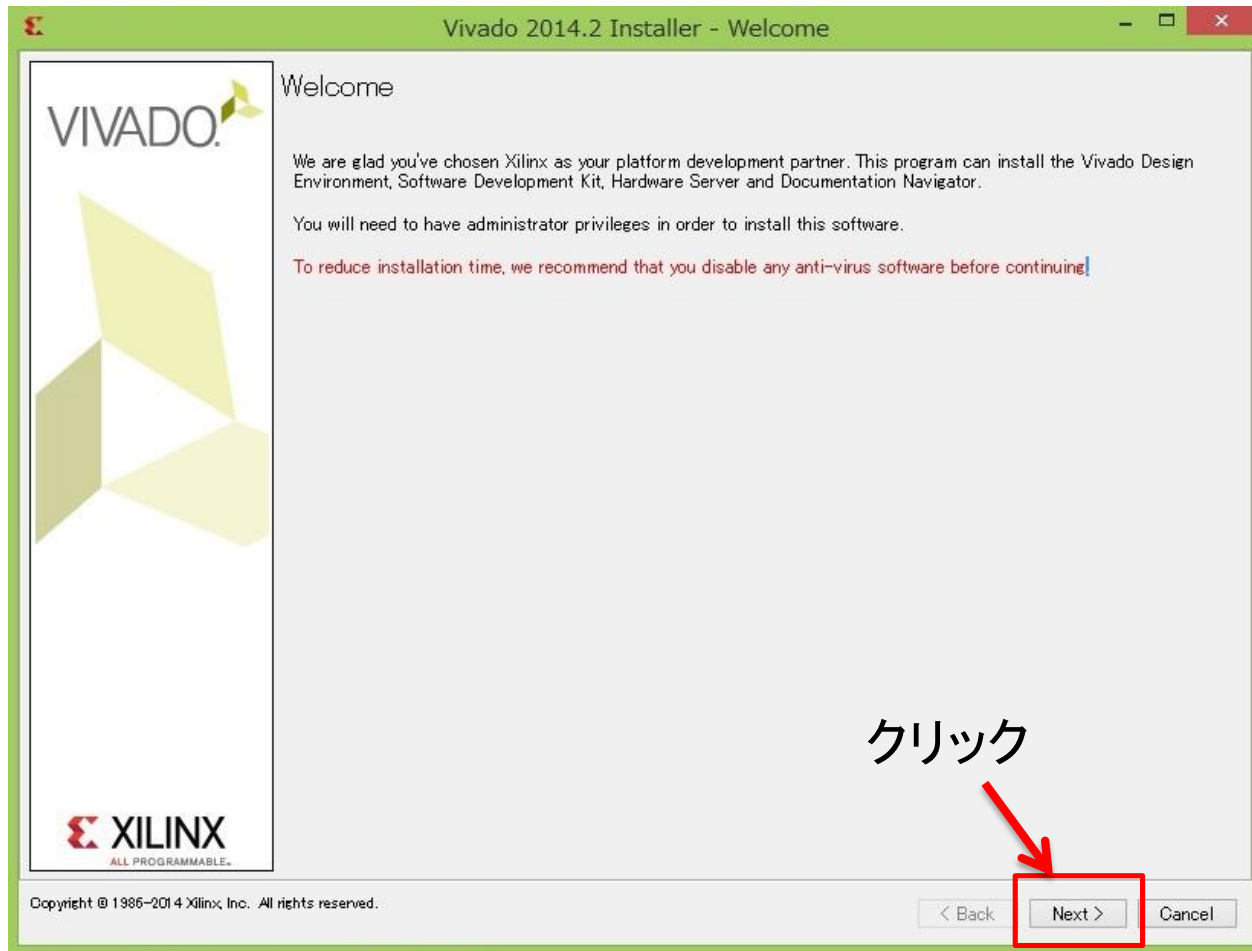 Vivado 2014.2 Installer - Welcome
VIVADO.
Welcome
We are glad you've chosen Xilinx as your platform development partner. This program can install the Vivado Design
Environment, Software Development Kit, Hardware Server and Documentation Navigator.
You will need to have administrator privileges in order to install this software.
To reduce installation time, we recommend that you disable any anti-virus software before continuing.
クリック
XILINX
ALL PROGRAMMABLE™
Copyright © 1986-2014 Xilinx, Inc. All rights reserved.
< Back
Next >
Cancel